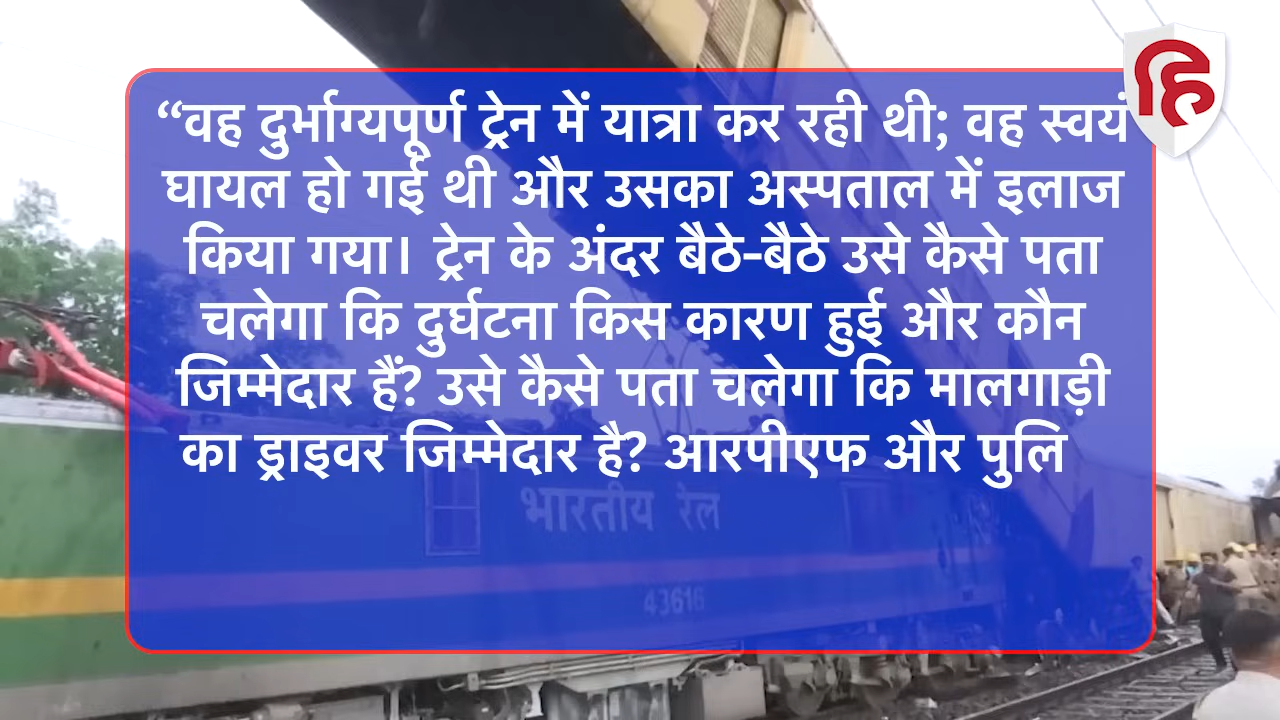 “वह दुर्भाग्यपूर्ण ट्रेन में यात्रा कर रही थी; वह स्वयं
घायल हो गई थी और उसका अस्पताल में इलाज
किया गया। ट्रेन के अंदर बैठे-बैठे उसे कैसे पता
चलेगा कि दुर्घटना किस कारण हुई और कौन
जिम्मेदार हैं? उसे कैसे पता चलेगा कि मालगाड़ी
का ड्राइवर जिम्मेदार है? आरपीएफ और पुलि
भारतीय रेल
43616
हि